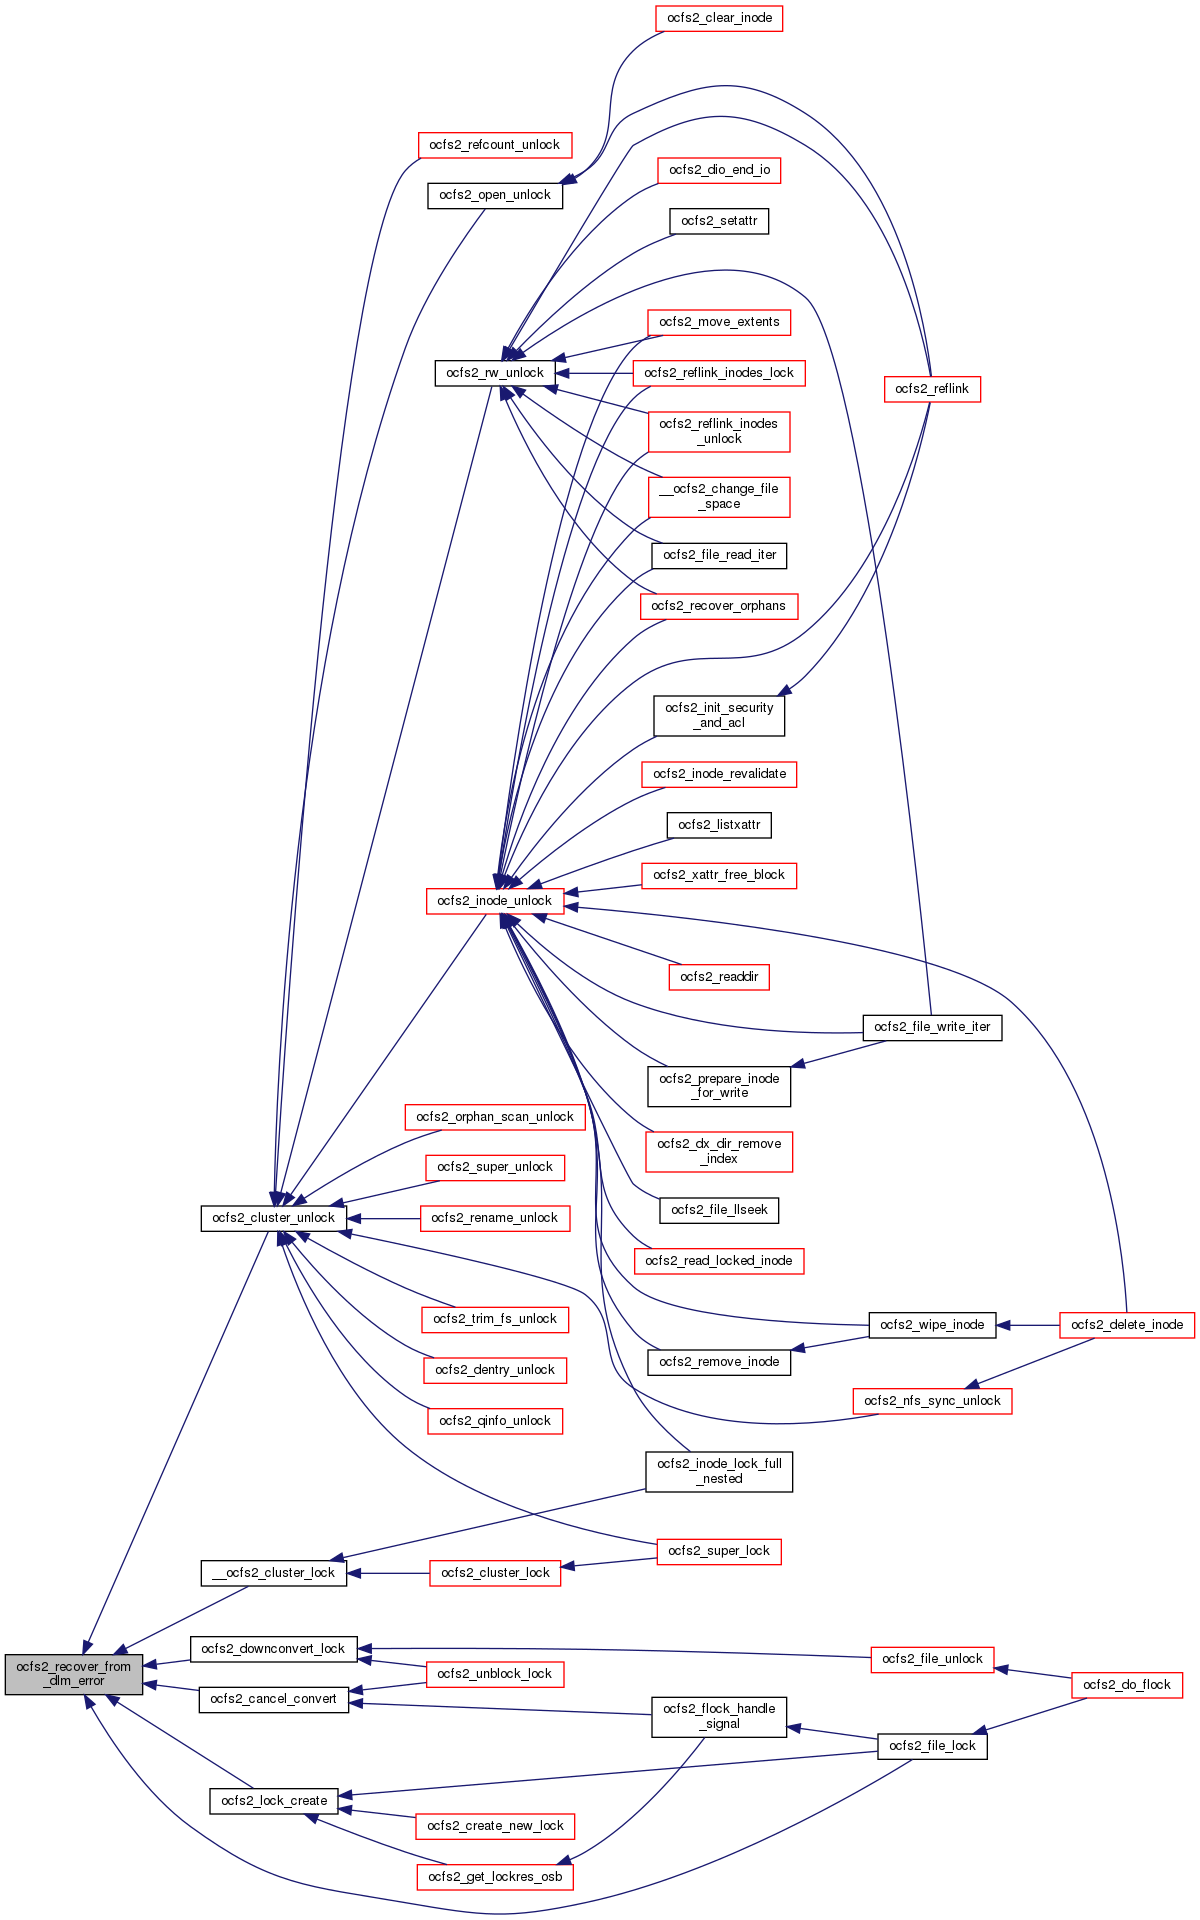 ocfs2_clear_inode
ocfs2_refcount_unlock
ocfs2_open_unlock
ocfs2_dio_end_io
ocfs2_setattr
ocfs2_move_extents
ocfs2_rw_unlock
ocfs2_reflink_inodes_lock
ocfs2_reflink
ocfs2_reflink_inodes
_unlock
__ocfs2_change_file
_space
ocfs2_file_read_iter
ocfs2_recover_orphans
ocfs2_init_security
_and_acl
ocfs2_inode_revalidate
ocfs2_listxattr
ocfs2_xattr_free_block
ocfs2_inode_unlock
ocfs2_readdir
ocfs2_file_write_iter
ocfs2_prepare_inode
_for_write
ocfs2_orphan_scan_unlock
ocfs2_dx_dir_remove
_index
ocfs2_super_unlock
ocfs2_file_llseek
ocfs2_cluster_unlock
ocfs2_rename_unlock
ocfs2_read_locked_inode
ocfs2_trim_fs_unlock
ocfs2_wipe_inode
ocfs2_delete_inode
ocfs2_dentry_unlock
ocfs2_remove_inode
ocfs2_nfs_sync_unlock
ocfs2_qinfo_unlock
ocfs2_inode_lock_full
_nested
ocfs2_super_lock
__ocfs2_cluster_lock
ocfs2_cluster_lock
ocfs2_downconvert_lock
ocfs2_file_unlock
ocfs2_recover_from
_dlm_error
ocfs2_unblock_lock
ocfs2_do_flock
ocfs2_cancel_convert
ocfs2_flock_handle
_signal
ocfs2_file_lock
ocfs2_lock_create
ocfs2_create_new_lock
ocfs2_get_lockres_osb